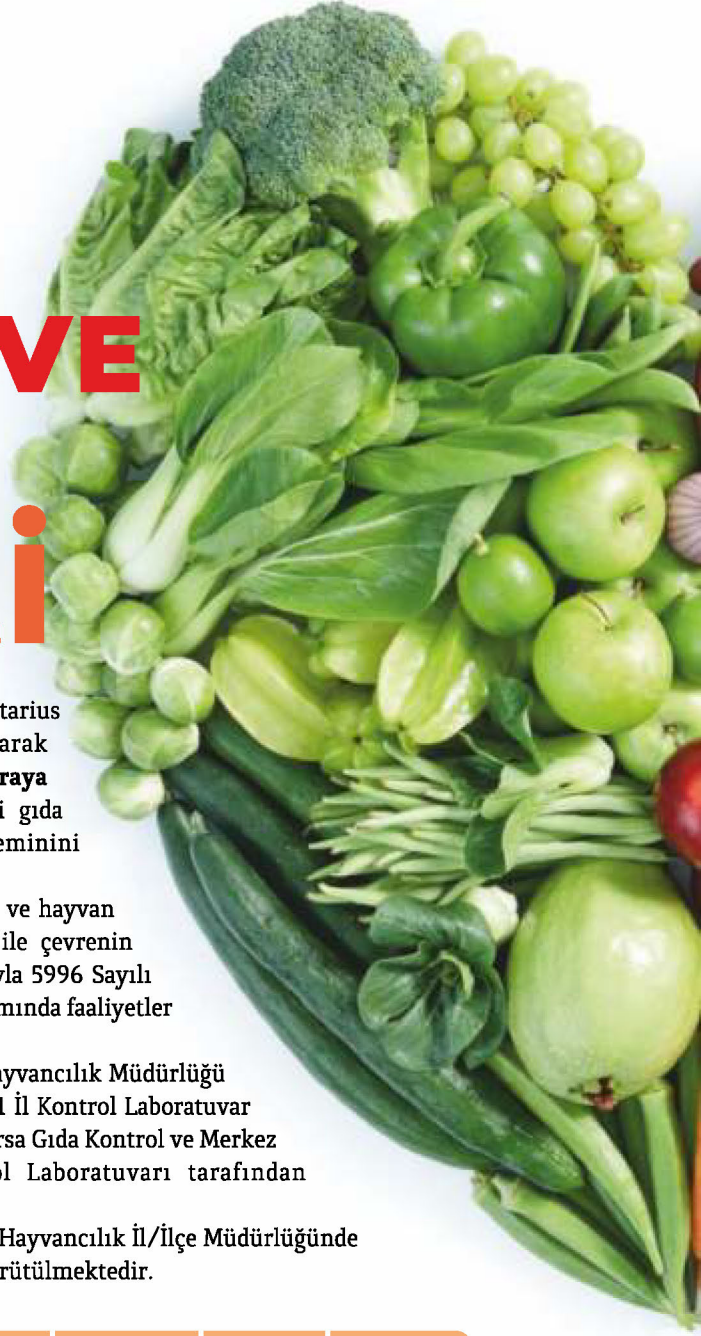 VE
i
tarius
arak
raya
i gıda
eminini
ve hayvan
ile çevrenin
yla 5996 Sayılı
mında faaliyetler
ayvancılık Müdürlüğü
1 İl Kontrol Laboratuvar
rsa Gıda Kontrol ve Merkez
ol Laboratuvarı tarafından
Hayvancılık İl/İlçe Müdürlüğünde
rütülmektedir.